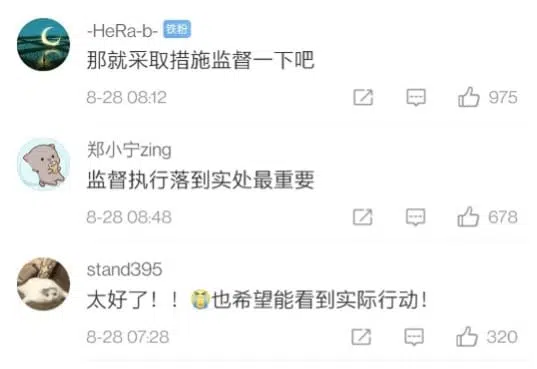 -HeRa-b- 铁粉
那就采取措施监督一下吧
8-28 08:12 975
郑小宁zing
监督执行落到实处最重要
8-28 08:48 678
stand395
太好了！！😭也希望能看到实际行动！
8-28 07:28 320